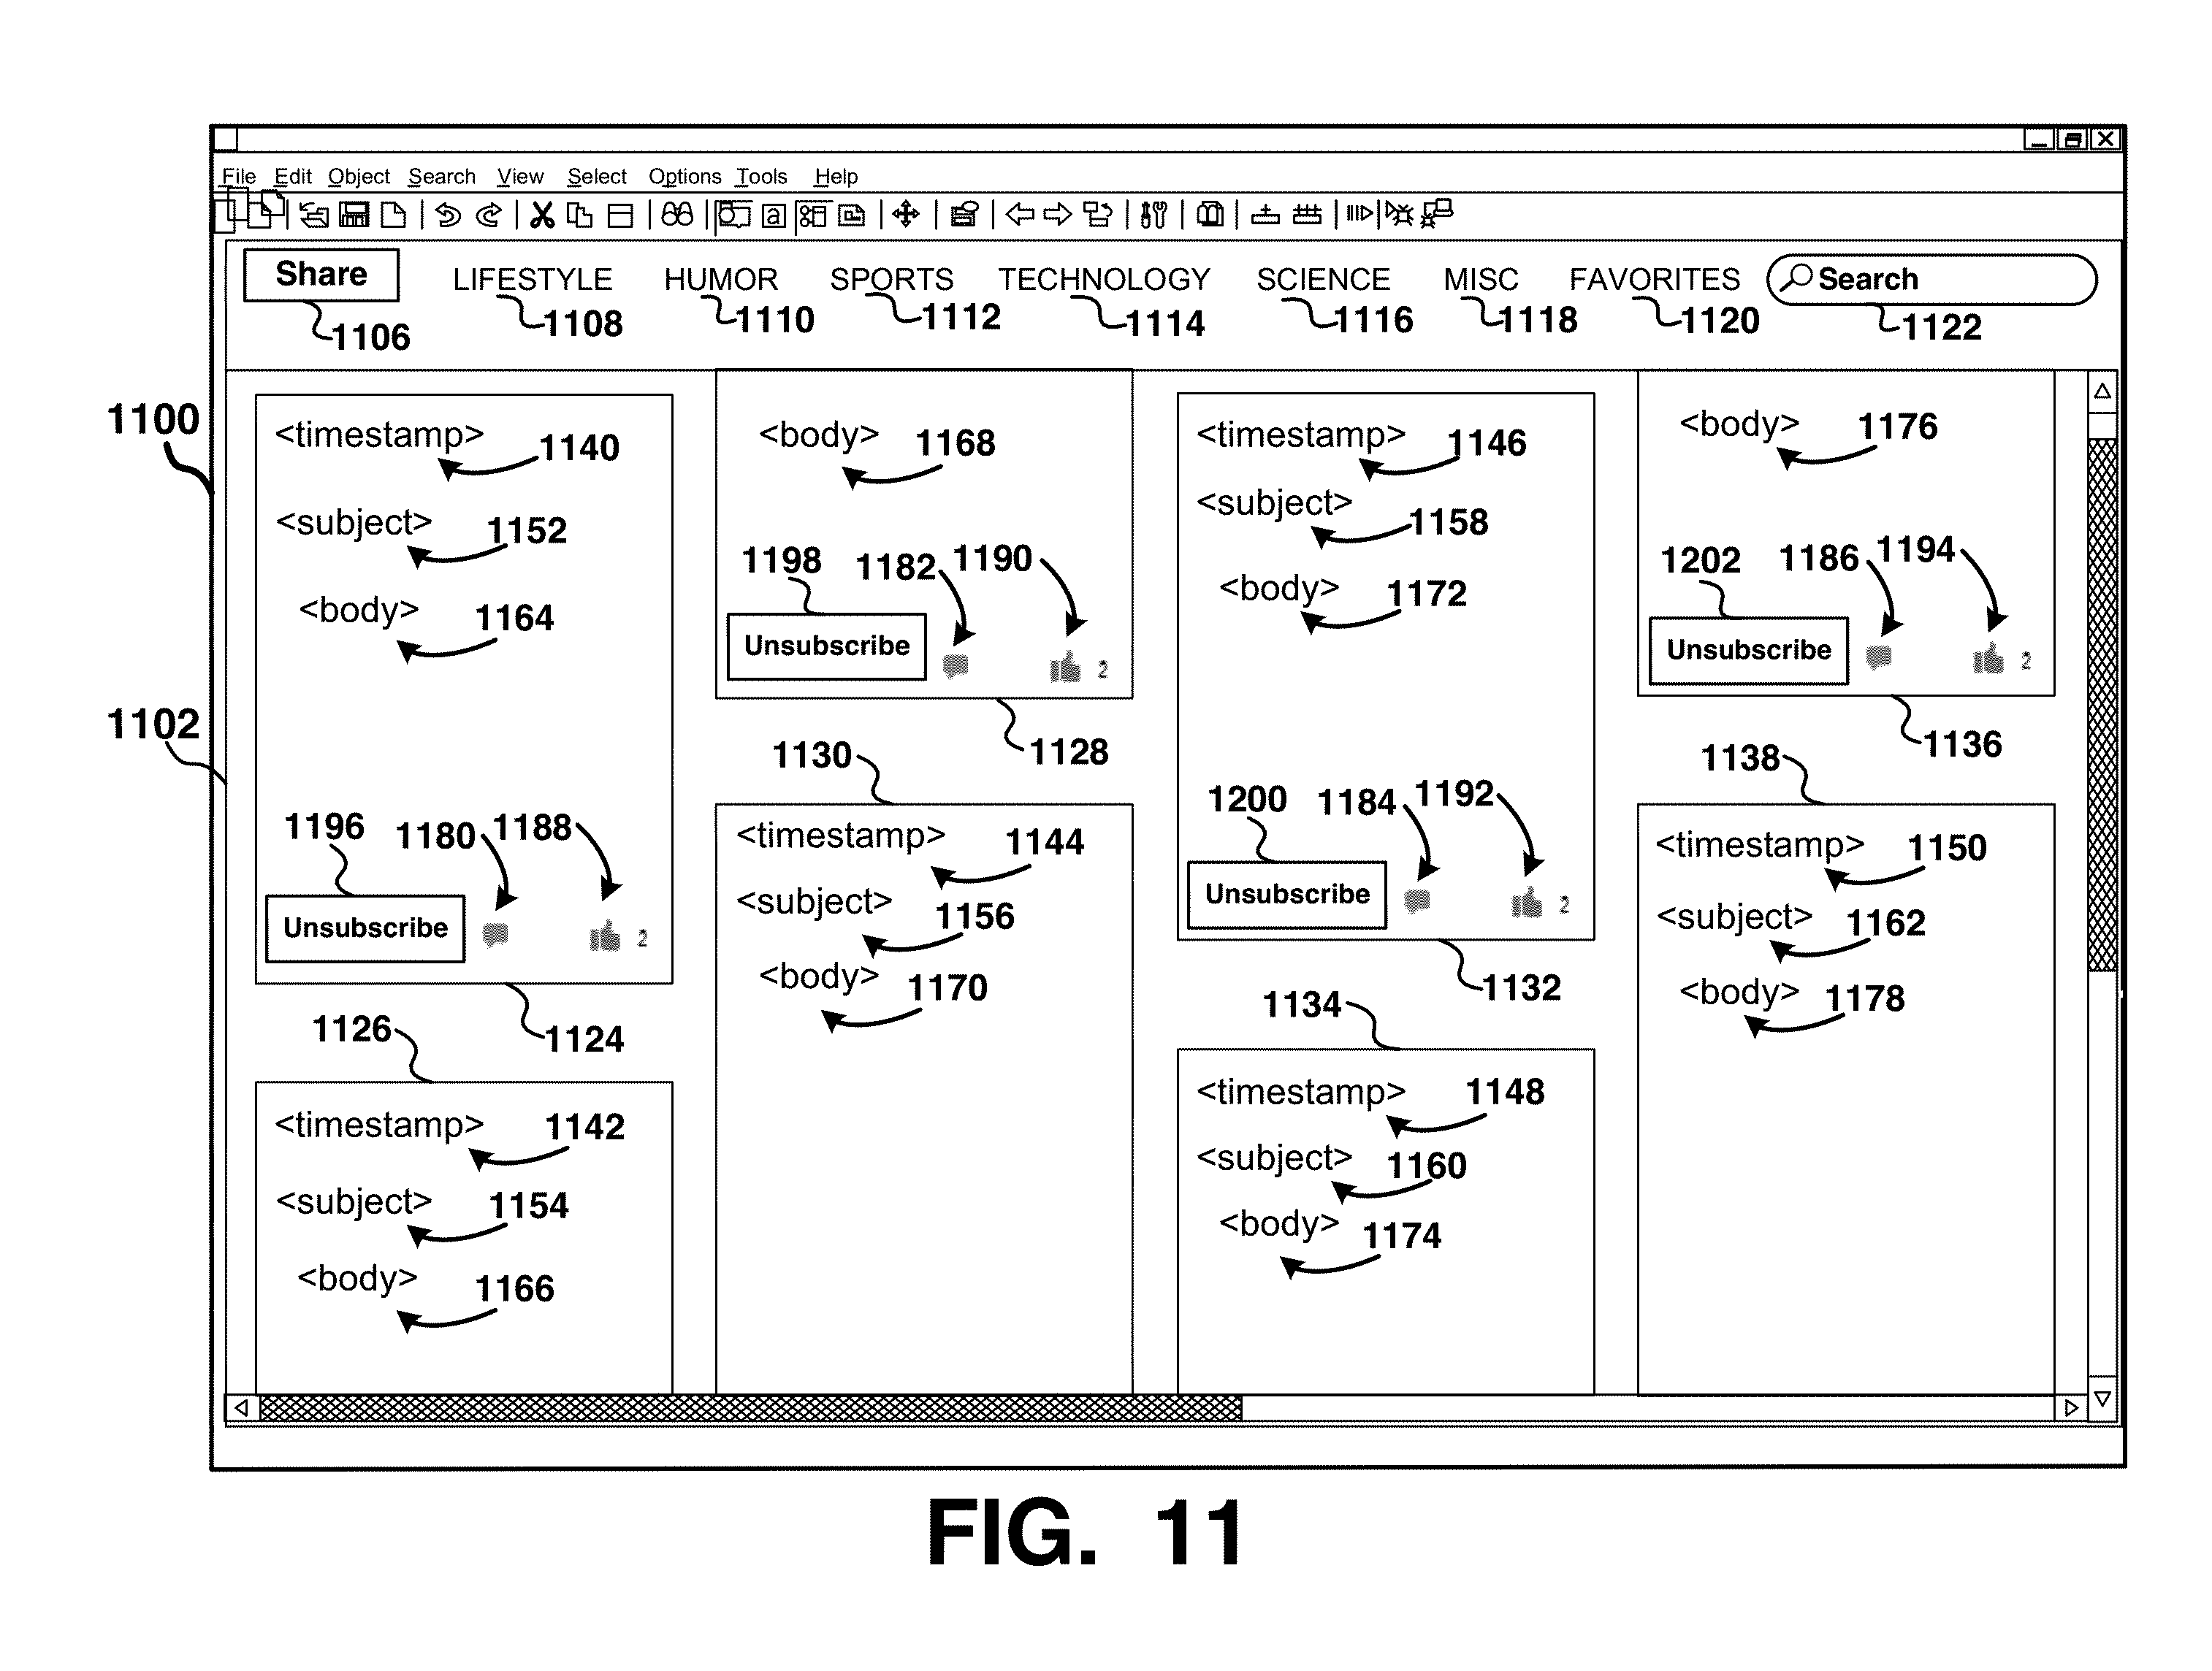 File Edit Object Search View Select Options Tools Help
a
Share LIFESTYLE HUMOR SPORTS TECHNOLOGY SCIENCE MISC FAVORITES Search
1106 1108 1110 1112 1114 1116 1118 1120 1122
1100
1102
<timestamp> 1140
<subject> 1152
<body> 1164
1196 1180 1188
Unsubscribe 2
1124
1126
<timestamp> 1142
<subject> 1154
<body> 1166
<body> 1168
1198 1182 1190
Unsubscribe 2
1128
1130
<timestamp> 1144
<subject> 1156
<body> 1170
<timestamp> 1146
<subject> 1158
<body> 1172
1200 1184 1192
Unsubscribe 2
1132
1134
<timestamp> 1148
<subject> 1160
<body> 1174
<body> 1176
1202 1186 1194
Unsubscribe 2
1136
1138
<timestamp> 1150
<subject> 1162
<body> 1178
FIG. 11